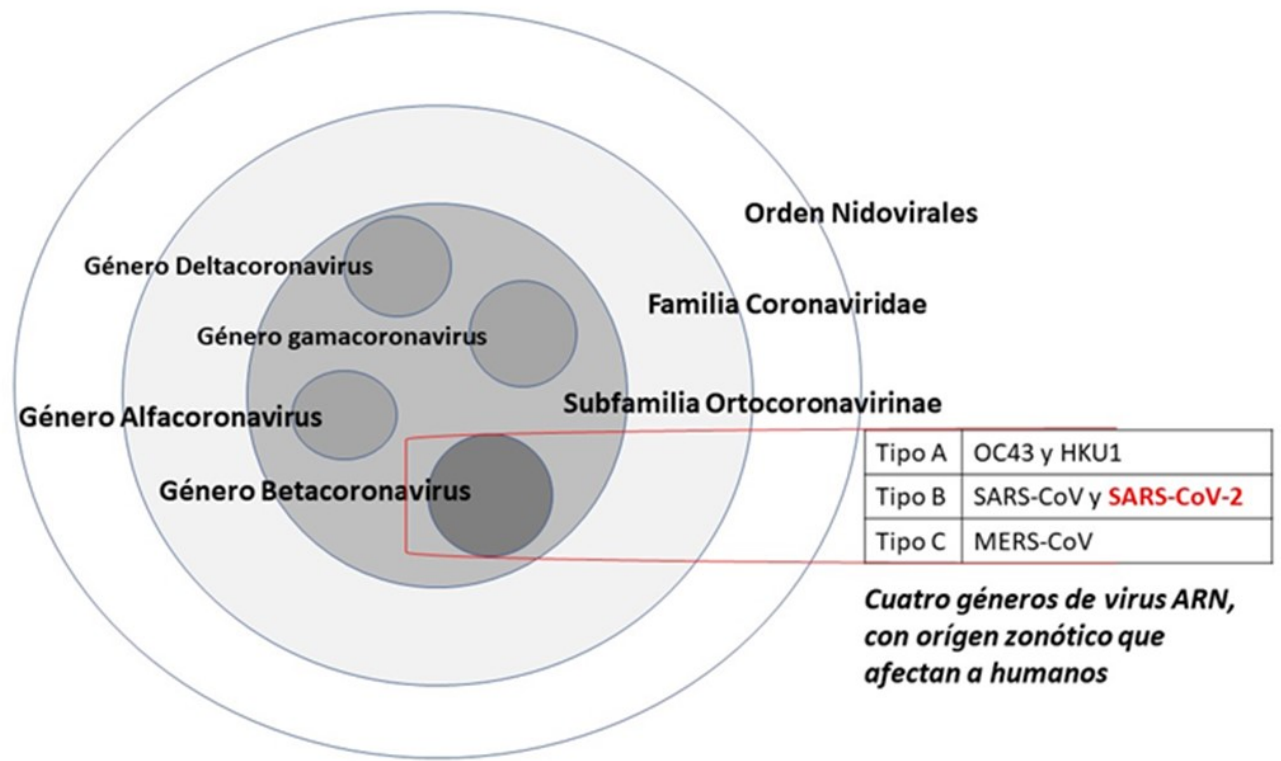 Orden Nidovirales
Género Deltacoronavirus
Familia Coronaviridae
Género gamacoronavirus
Subfamilia Ortocoronavirinae
Género Alfacoronavirus
Género Betacoronavirus
Tipo A OC43 y HKU1
Tipo B SARS-CoV y SARS-CoV-2
Tipo C MERS-CoV
Cuatro géneros de virus ARN,
con orígen zonótico que
afectan a humanos